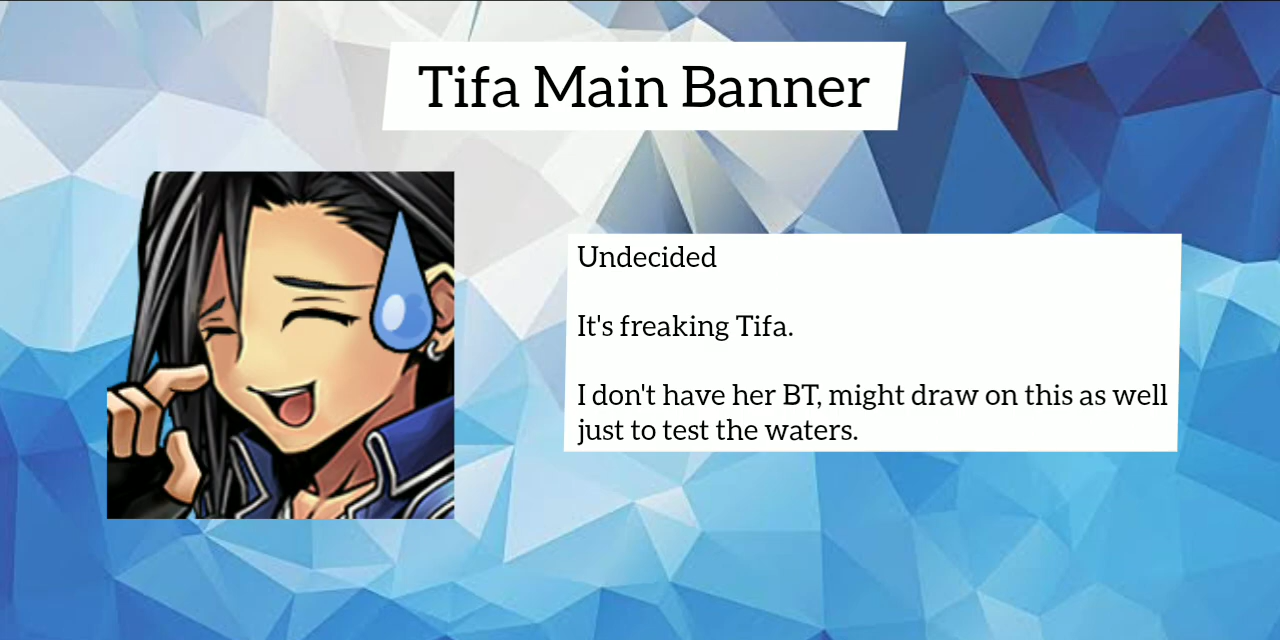 Tifa Main Banner
Undecided
It's freaking Tifa.
I don't have her BT, might draw on this as well
just to test the waters.